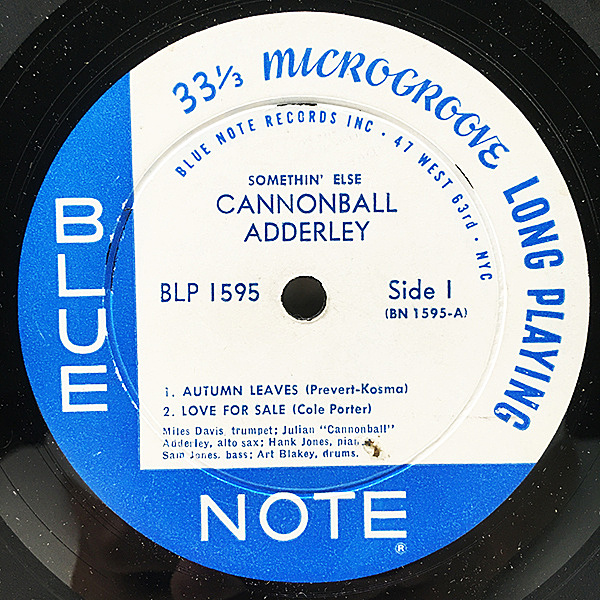 33⅓ MICROGROOVE LONG PLAYING
BLUE NOTE RECORDS INC • 47 WEST 63rd • NYC
SOMETHIN' ELSE
CANNONBALL
ADDERLEY
BLP 1595
Side 1
(BN 1595-A)
1. AUTUMN LEAVES (Prevert-Kosma)
2. LOVE FOR SALE (Cole Porter)
Miles Davis, trumpet; Julian "Cannonball"
Adderley, alto sax; Hank Jones, pian
Sam Jones, bass; Art Blakey, drums.
BLUE
NOTE
®